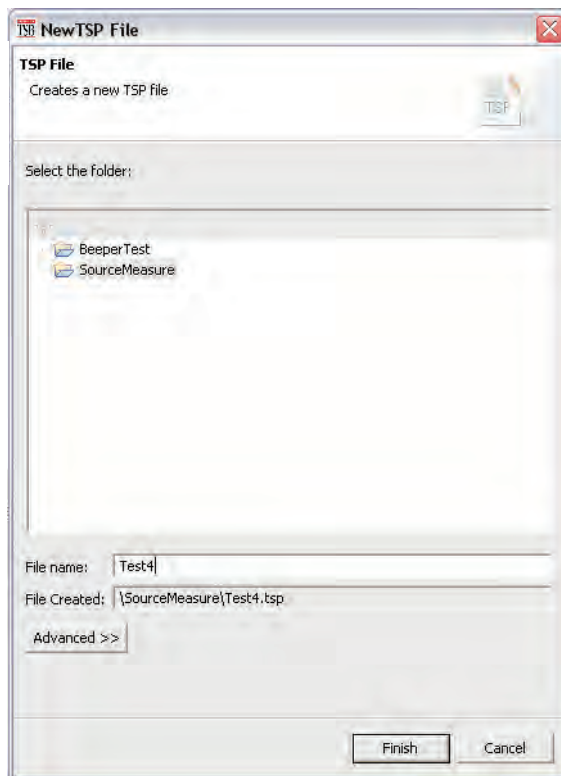 TSB NewTSP File
TSP File
Creates a new TSP file
TSP
Select the folder:
BeeperTest
SourceMeasure
File name: Test4
File Created: \SourceMeasure\Test4.tsp
Advanced >>
Finish Cancel